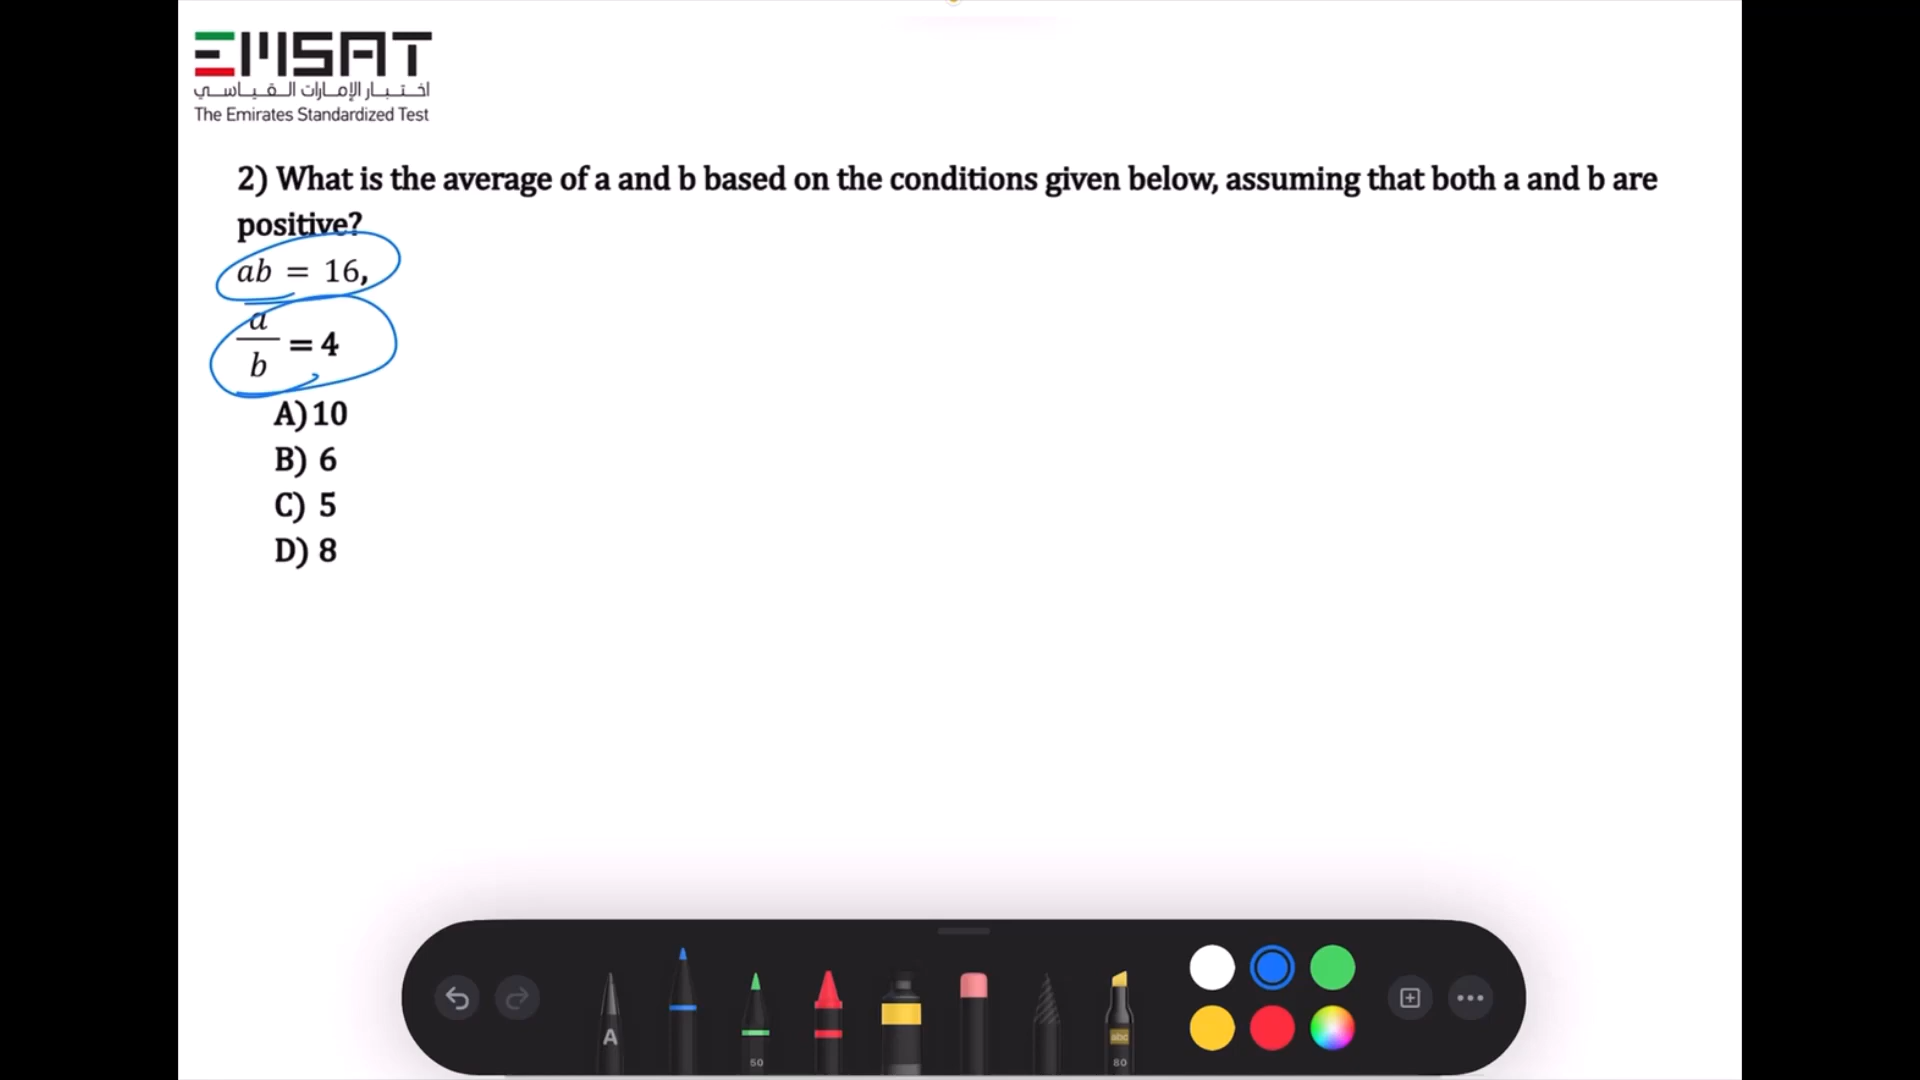 EMSAT
اختبار الإمارات القياسي
The Emirates Standardized Test
2) What is the average of a and b based on the conditions given below, assuming that both a and b are
positive?
ab = 16,
a
b
= 4
A) 10
B) 6
C) 5
D) 8
A
50
abc
80